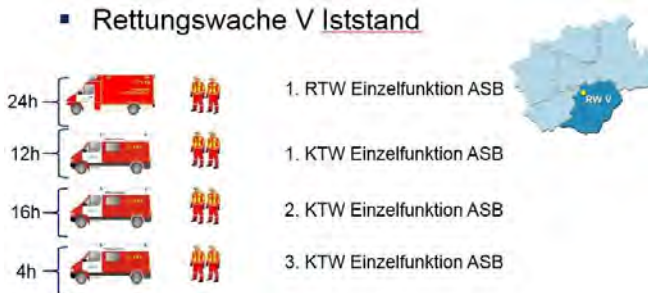 Rettungswache V Iststand
24h 1. RTW Einzelfunktion ASB
RW V
12h 1. KTW Einzelfunktion ASB
16h 2. KTW Einzelfunktion ASB
4h 3. KTW Einzelfunktion ASB